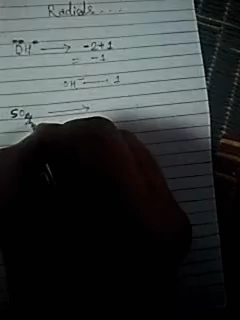 Radicals...
OH⁻ → -2+1
= -1
OH⁻ — 1
SO₄ →